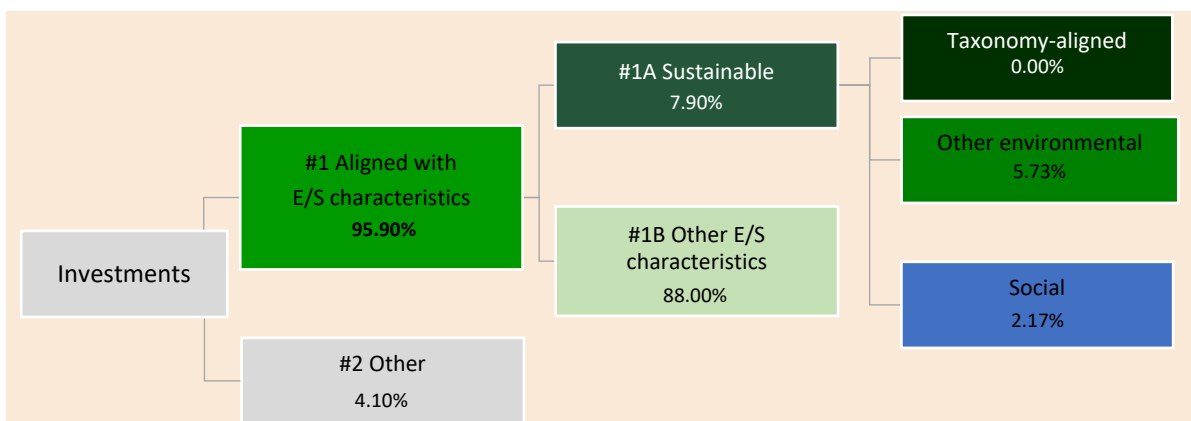 Investments
#1 Aligned with
E/S characteristics
95.90%
#2 Other
4.10%
#1A Sustainable
7.90%
#1B Other E/S
characteristics
88.00%
Taxonomy-aligned
0.00%
Other environmental
5.73%
Social
2.17%